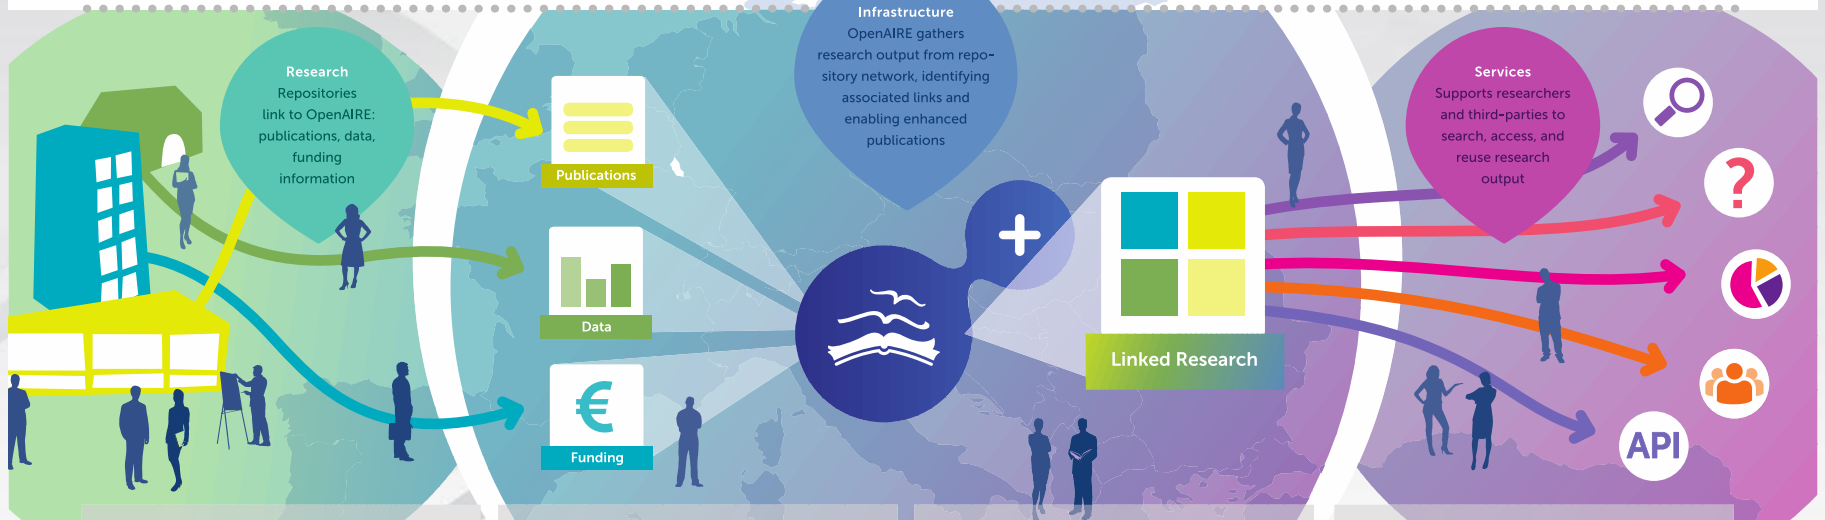 Research
Repositories
link to OpenAIRE:
publications, data,
funding
information
Publications
Data
€
Funding
Infrastructure
OpenAIRE gathers
research output from repo-
sitory network, identifying
associated links and
enabling enhanced
publications
+
Linked Research
Services
Supports researchers
and third-parties to
search, access, and
reuse research
output
?
API